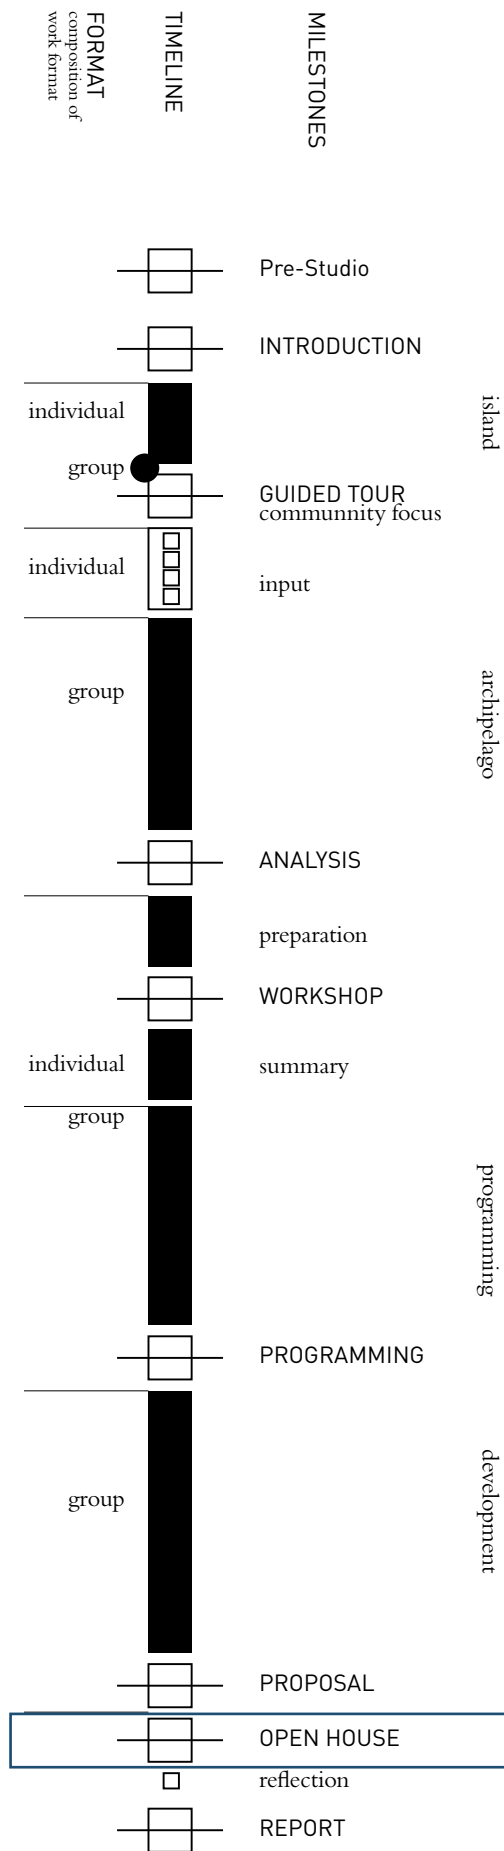 FORMAT
composition of
work format
TIMELINE
MILESTONES
Pre-Studio
INTRODUCTION
individual
island
group
GUIDED TOUR
communnity focus
individual
input
group
archipelago
ANALYSIS
preparation
WORKSHOP
individual
summary
group
programming
PROGRAMMING
group
development
PROPOSAL
OPEN HOUSE
reflection
REPORT